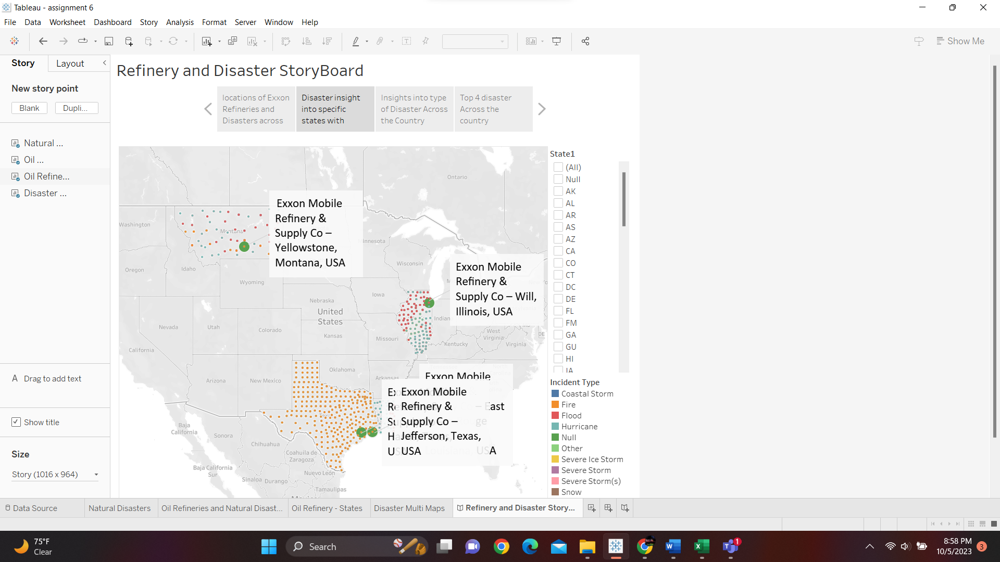 Tableau - assignment 6
File Data Worksheet Dashboard Story Analysis Format Server Window Help
Show Me
Story Layout
New story point
Blank Dupli...
Natural ...
Oil ...
Oil Refine...
Disaster ...
A Drag to add text
Show title
Size
Story (1016 x 964)
Refinery and Disaster StoryBoard
locations of Exxon
Refineries and
Disasters across
Disaster insight
into specific
states with
Insights into type
of Disaster Across
the Country
Top 4 disaster
Across the
country
Ontario
Washington
Montana
Minnesota
Oregon
Idaho
Wisconsin
Wyoming
Iowa
Nebraska
United
States
Indian
Nevada
Utah
Colorado
Kansas
Missouri
West
Virginia
DE
Kentucky
Virginia
California
Oklahoma
Arkansas
Arizona
New Mexico
Baja
California
Sonora
Chihuahua
Coahuila de
Zaragoza
Baja California
Sur
Nuevo León
Sinaloa
Durango
Tamaulipas
Exxon Mobile
Refinery &
Supply Co –
Yellowstone,
Montana, USA
Exxon Mobile
Refinery &
Supply Co – Will,
Illinois, USA
Exxon Mobile
– East
ge
USA
Exxon Mobile
Refinery &
Supply Co –
Jefferson, Texas,
USA
State1
(All)
Null
AK
AL
AR
AS
AZ
CA
CO
CT
DC
DE
FL
FM
GA
GU
HI
IA
Incident Type
Coastal Storm
Fire
Flood
Hurricane
Null
Other
Severe Ice Storm
Severe Storm
Severe Storm(s)
Snow
Data Source Natural Disasters Oil Refineries and Natural Disast... Oil Refinery - States Disaster Multi Maps Refinery and Disaster Story...
75°F
Clear
Search
1
8:58 PM
10/5/2023
3